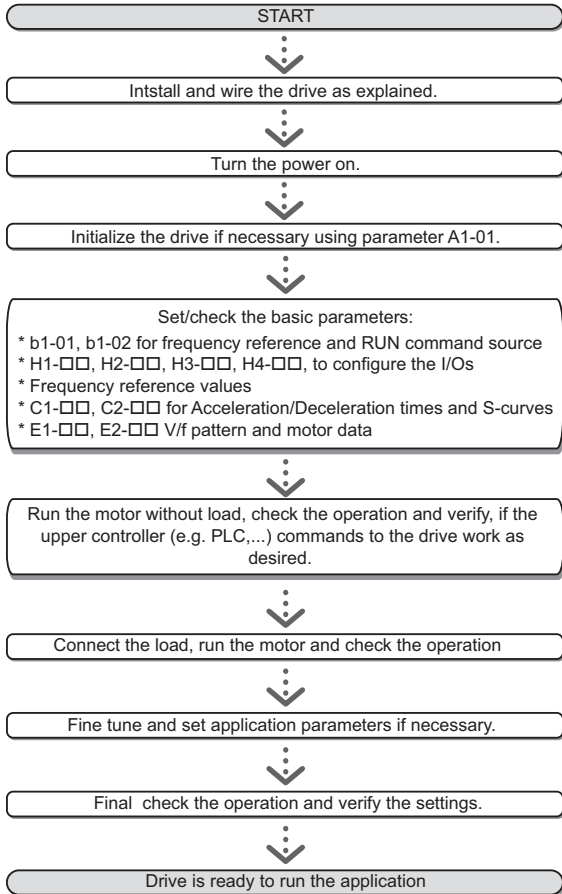 START
Intstall and wire the drive as explained.
Turn the power on.
Initialize the drive if necessary using parameter A1-01.
Set/check the basic parameters:
* b1-01, b1-02 for frequency reference and RUN command source
* H1-□□, H2-□□, H3-□□, H4-□□, to configure the I/Os
* Frequency reference values
* C1-□□, C2-□□ for Acceleration/Deceleration times and S-curves
* E1-□□, E2-□□ V/f pattern and motor data
Run the motor without load, check the operation and verify, if the
upper controller (e.g. PLC,...) commands to the drive work as
desired.
Connect the load, run the motor and check the operation
Fine tune and set application parameters if necessary.
Final check the operation and verify the settings.
Drive is ready to run the application